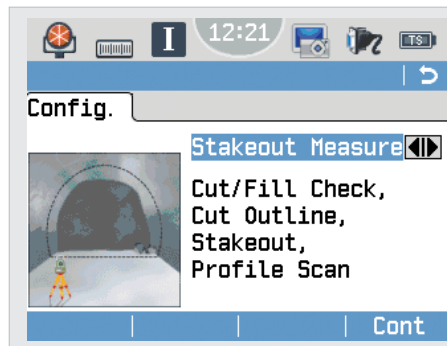 I
12:21
TS
Config.
Stakeout Measure
Cut/Fill Check,
Cut Outline,
Stakeout,
Profile Scan
Cont